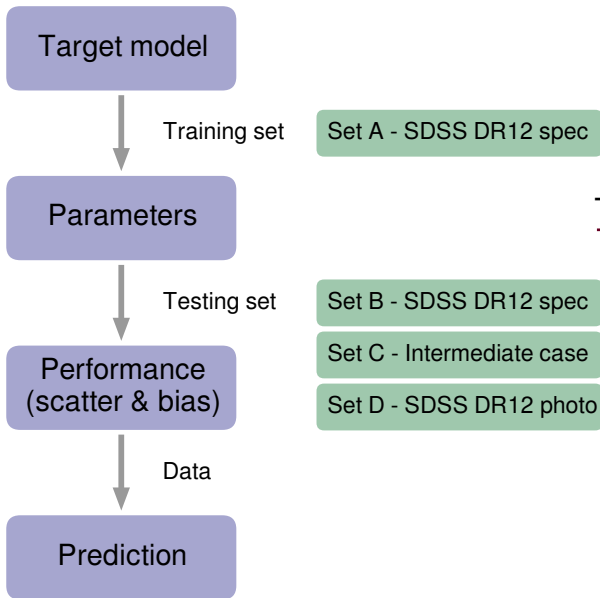 Target model
Training set
Set A - SDSS DR12 spec
Parameters
Testing set
Set B - SDSS DR12 spec
Set C - Intermediate case
Performance
(scatter & bias)
Set D - SDSS DR12 photo
Data
Prediction